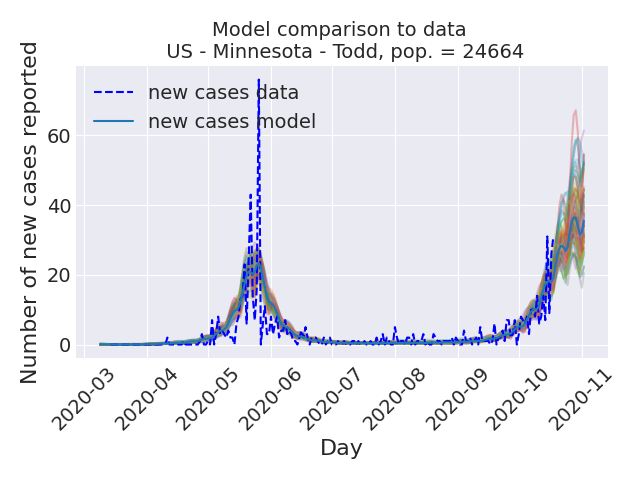 Model comparison to data
US - Minnesota - Todd, pop. = 24664
Number of new cases reported
60
40
20
0
new cases data
new cases model
2020-03
2020-04
2020-05
2020-06
2020-07
2020-08
2020-09
2020-10
2020-11
Day